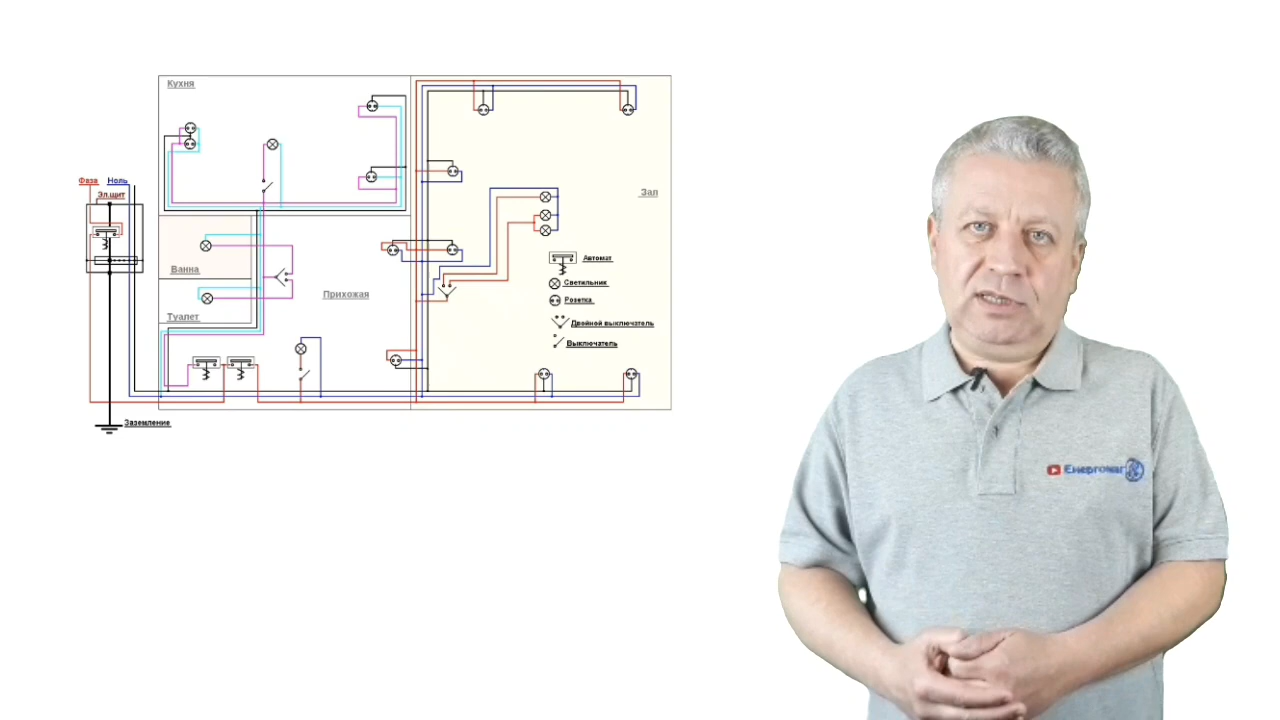 Кухня
Фаза
Ноль
Эл.щит
Зал
Ванна
Прихожая
Туалет
Автомат
Светильник
Розетка
Двойной выключатель
Выключатель
Заземление
Енергомаг